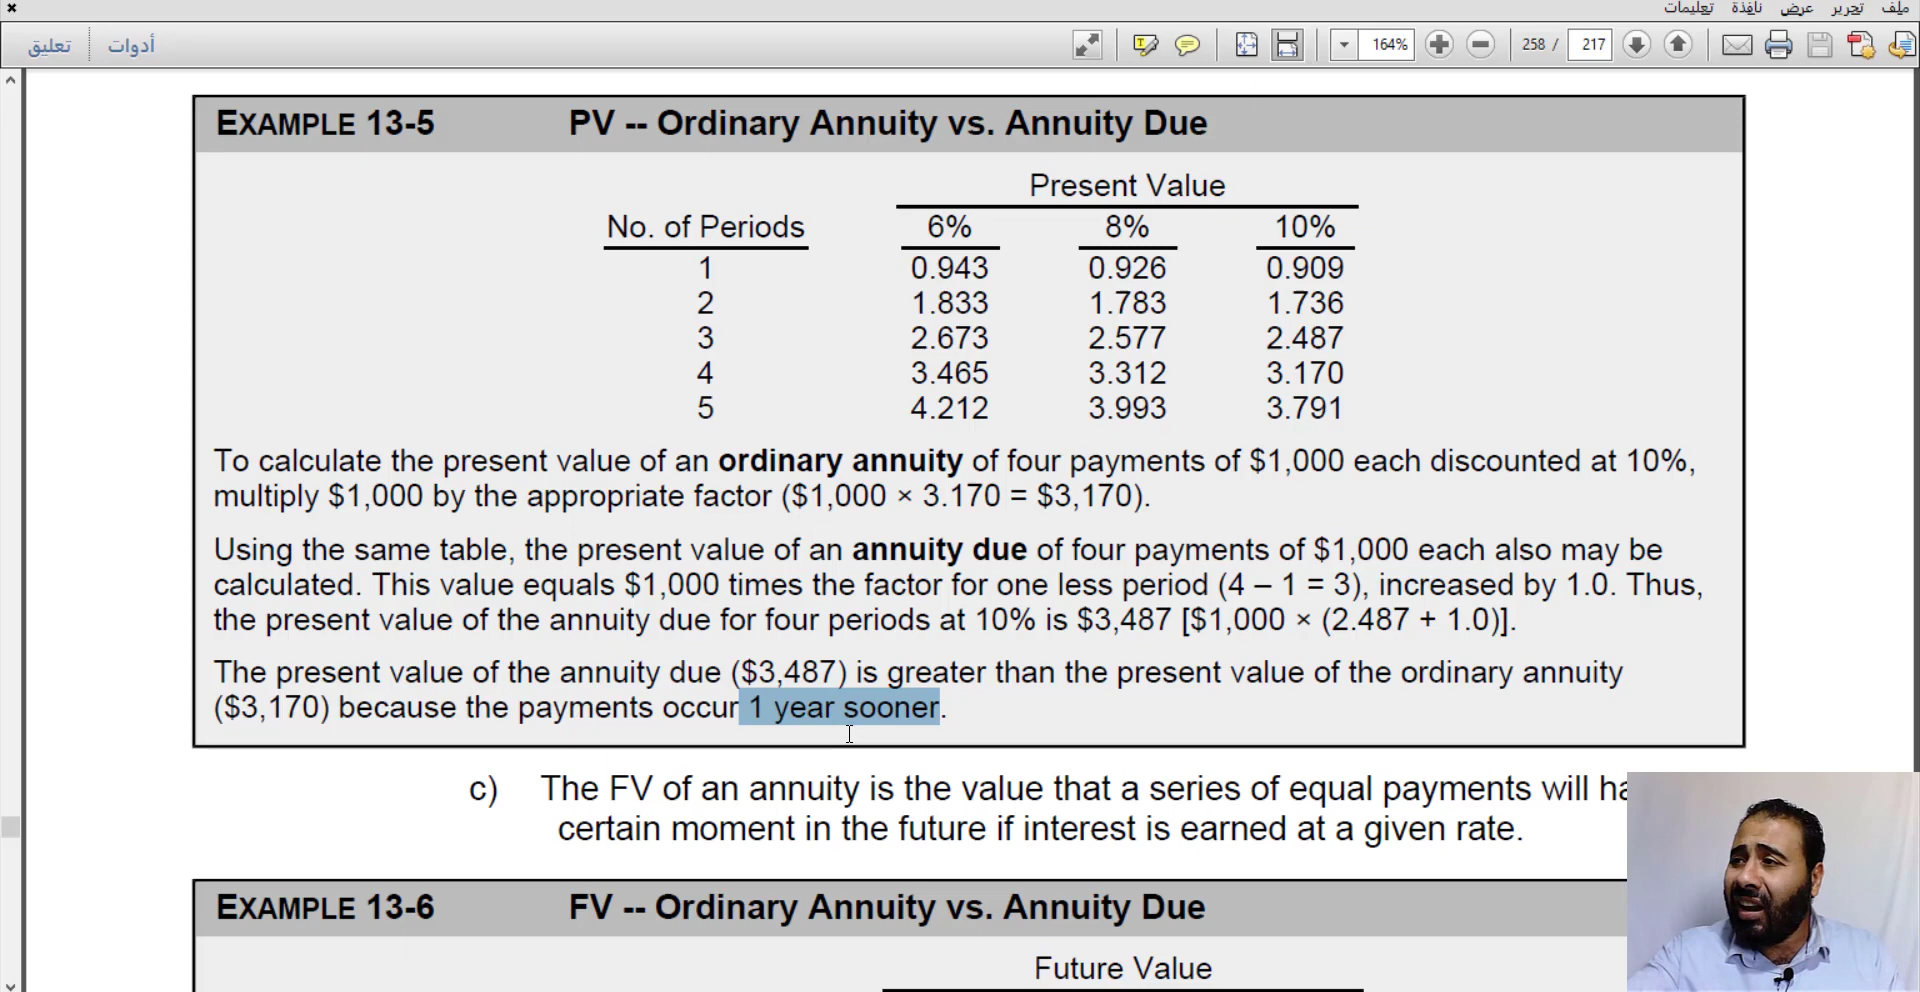 ملف تحرير عرض نافذة تعليمات
217 / 258 164% أدوات تعليق
EXAMPLE 13-5 PV -- Ordinary Annuity vs. Annuity Due
Present Value
No. of Periods 6% 8% 10%
1 0.943 0.926 0.909
2 1.833 1.783 1.736
3 2.673 2.577 2.487
4 3.465 3.312 3.170
5 4.212 3.993 3.791
To calculate the present value of an ordinary annuity of four payments of $1,000 each discounted at 10%,
multiply $1,000 by the appropriate factor ($1,000 × 3.170 = $3,170).
Using the same table, the present value of an annuity due of four payments of $1,000 each also may be
calculated. This value equals $1,000 times the factor for one less period (4 – 1 = 3), increased by 1.0. Thus,
the present value of the annuity due for four periods at 10% is $3,487 [$1,000 × (2.487 + 1.0)].
The present value of the annuity due ($3,487) is greater than the present value of the ordinary annuity
($3,170) because the payments occur 1 year sooner.
c) The FV of an annuity is the value that a series of equal payments will
certain moment in the future if interest is earned at a given rate.
EXAMPLE 13-6 FV -- Ordinary Annuity vs. Annuity Due
Future Value